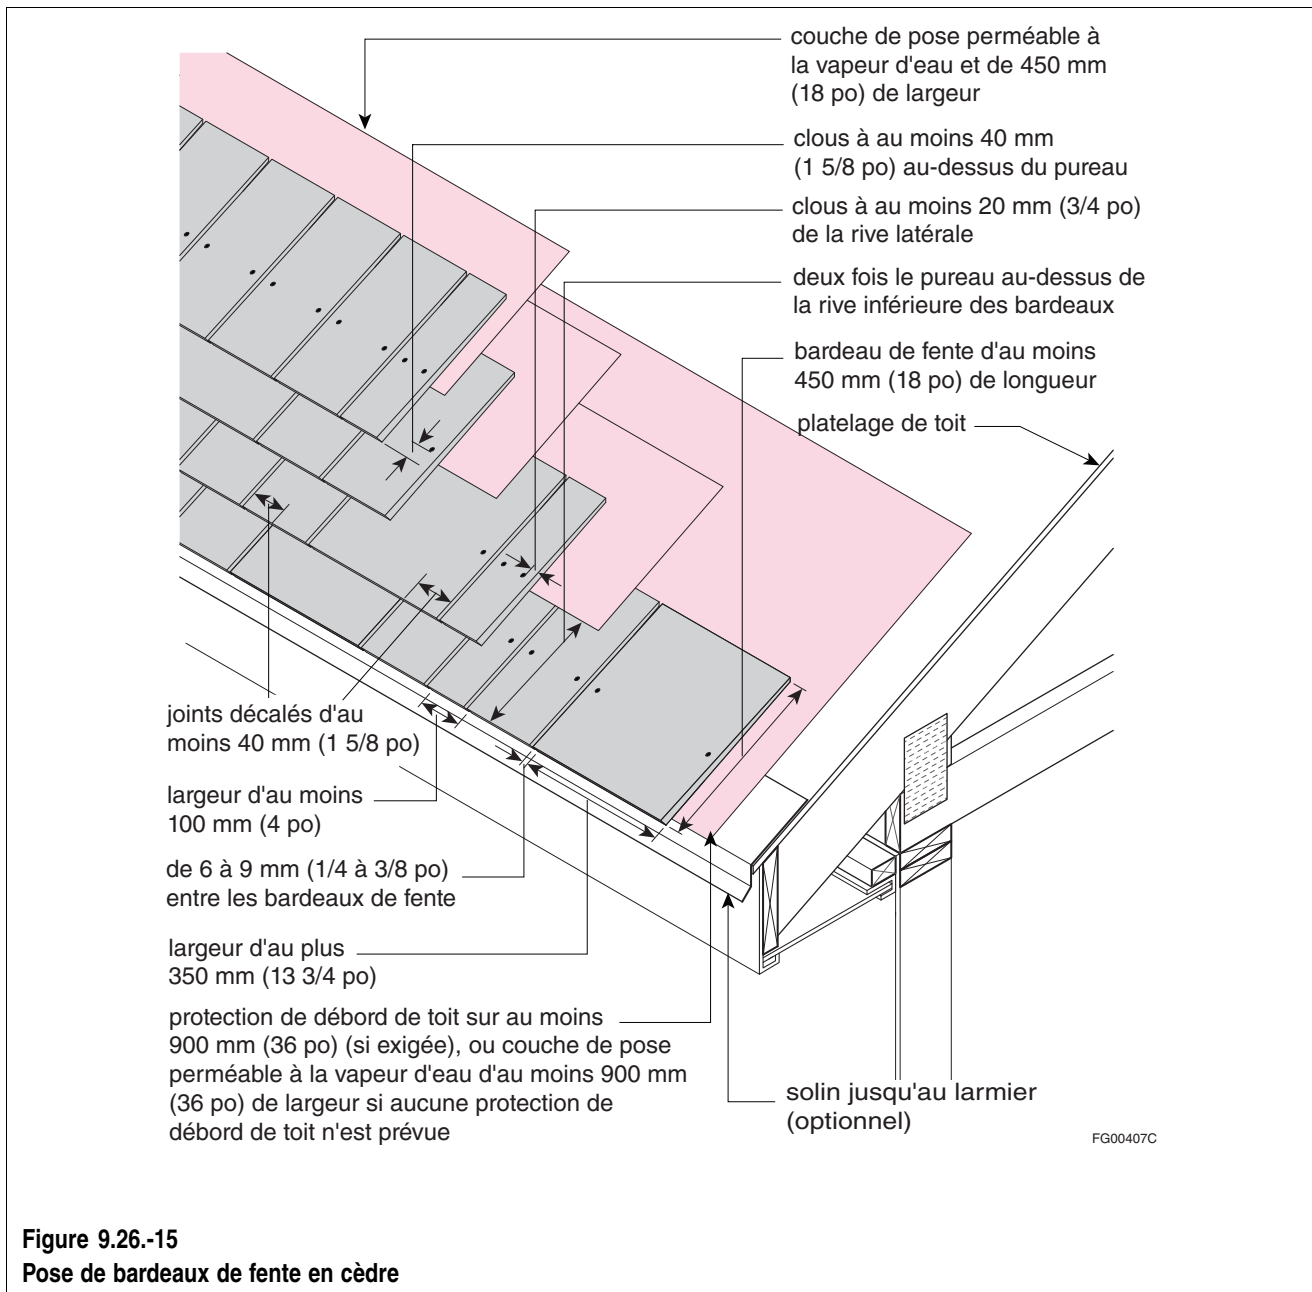 couche de pose perméable à
la vapeur d'eau et de 450 mm
(18 po) de largeur
clous à au moins 40 mm
(1 5/8 po) au-dessus du pureau
clous à au moins 20 mm (3/4 po)
de la rive latérale
deux fois le pureau au-dessus de
la rive inférieure des bardeaux
bardeau de fente d'au moins
450 mm (18 po) de longueur
platelage de toit
joints décalés d'au
moins 40 mm (1 5/8 po)
largeur d'au moins
100 mm (4 po)
de 6 à 9 mm (1/4 à 3/8 po)
entre les bardeaux de fente
largeur d'au plus
350 mm (13 3/4 po)
protection de débord de toit sur au moins
900 mm (36 po) (si exigée), ou couche de pose
perméable à la vapeur d'eau d'au moins 900 mm
(36 po) de largeur si aucune protection de
débord de toit n'est prévue
solin jusqu'au larmier
(optionnel)
FG00407C
Figure 9.26.-15
Pose de bardeaux de fente en cèdre